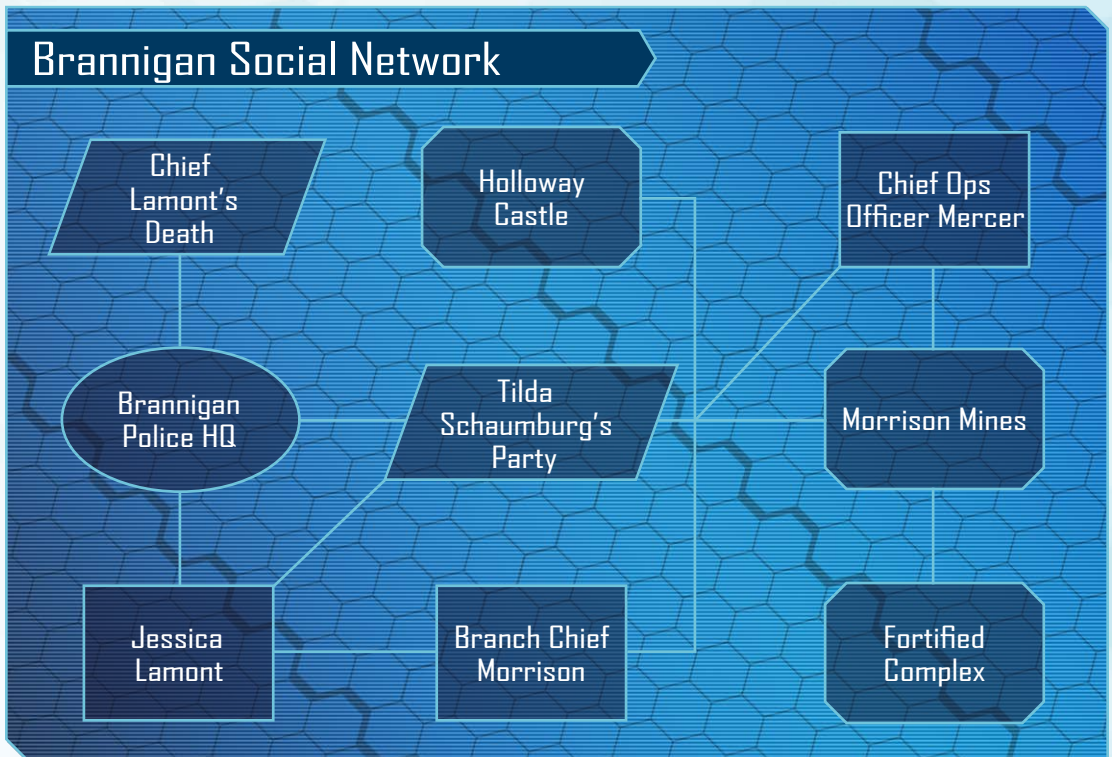 Brannigan Social Network
Chief
Lamont's
Death
Holloway
Castle
Chief Ops
Officer Mercer
Brannigan
Police HQ
Tilda
Schaumburg's
Party
Morrison Mines
Jessica
Lamont
Branch Chief
Morrison
Fortified
Complex